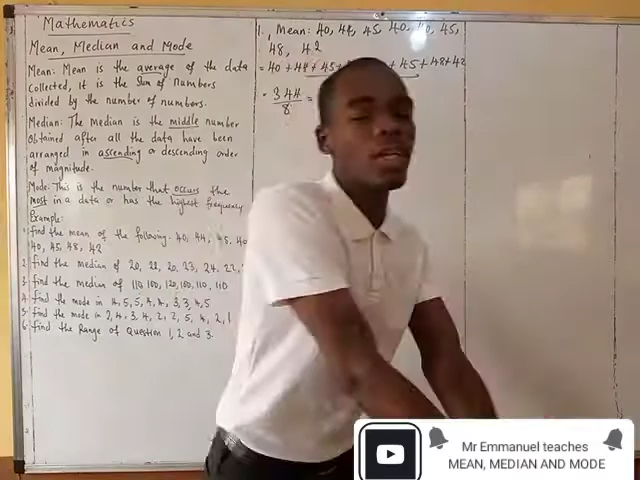 Mathematics
Mean, Median and Mode
Mean: Mean is the average of the data
collected, it is the Sum of numbers
divided by the number of numbers.
Median: The median is the middle number
obtained after all the data have been
arranged in ascending or descending order
of magnitude.
Mode: This is the number that occurs the
most in a data or has the highest frequency
Example:
1. find the mean of the following. 40, 44, 45, 40
40, 45, 48, 42
2. find the median of 20, 22, 20, 23, 24, 22,
3. find the median of 110, 100, 120, 100, 110, 110
4. find the mode in 4, 5, 5, 4, 4, 3, 3, 4, 5
5. find the mode in 2, 4, 3, 4, 2, 2, 5, 4, 2, 1
6. find the Range of Question 1, 2 and 3.
1. Mean: 40, 44, 45, 40, 40, 45,
48, 42
= 40 + 44 + 45 + 45 + 48 + 42
= 344
8 =
Mr Emmanuel teaches
MEAN, MEDIAN AND MODE